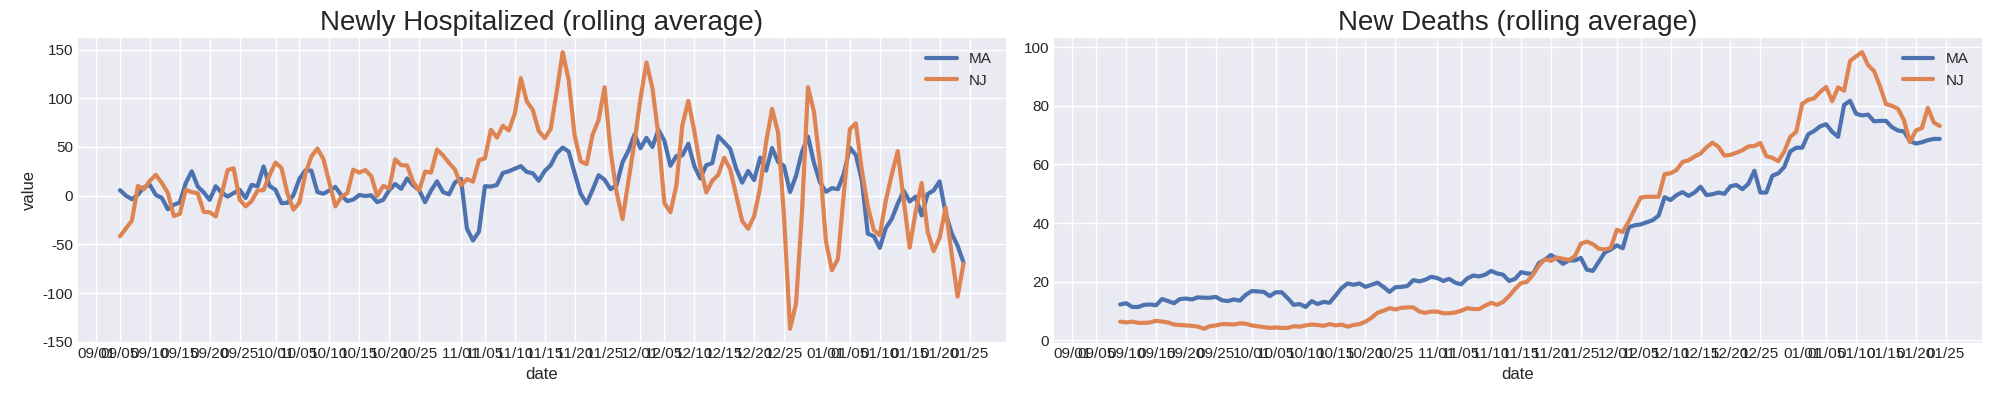 Newly Hospitalized (rolling average)
150
100
50
0
-50
-100
-150
value
MA
NJ
09/01 09/05 09/10 09/15 09/20 09/25 10/01 10/05 10/10 10/15 10/20 10/25 11/01 11/05 11/10 11/15 11/20 11/25 12/01 12/05 12/10 12/15 12/20 12/25 01/01 01/05 01/10 01/15 01/20 01/25
date
New Deaths (rolling average)
100
80
60
40
20
0
MA
NJ
09/01 09/05 09/10 09/15 09/20 09/25 10/01 10/05 10/10 10/15 10/20 10/25 11/01 11/05 11/10 11/15 11/20 11/25 12/01 12/05 12/10 12/15 12/20 12/25 01/01 01/05 01/10 01/15 01/20 01/25
date